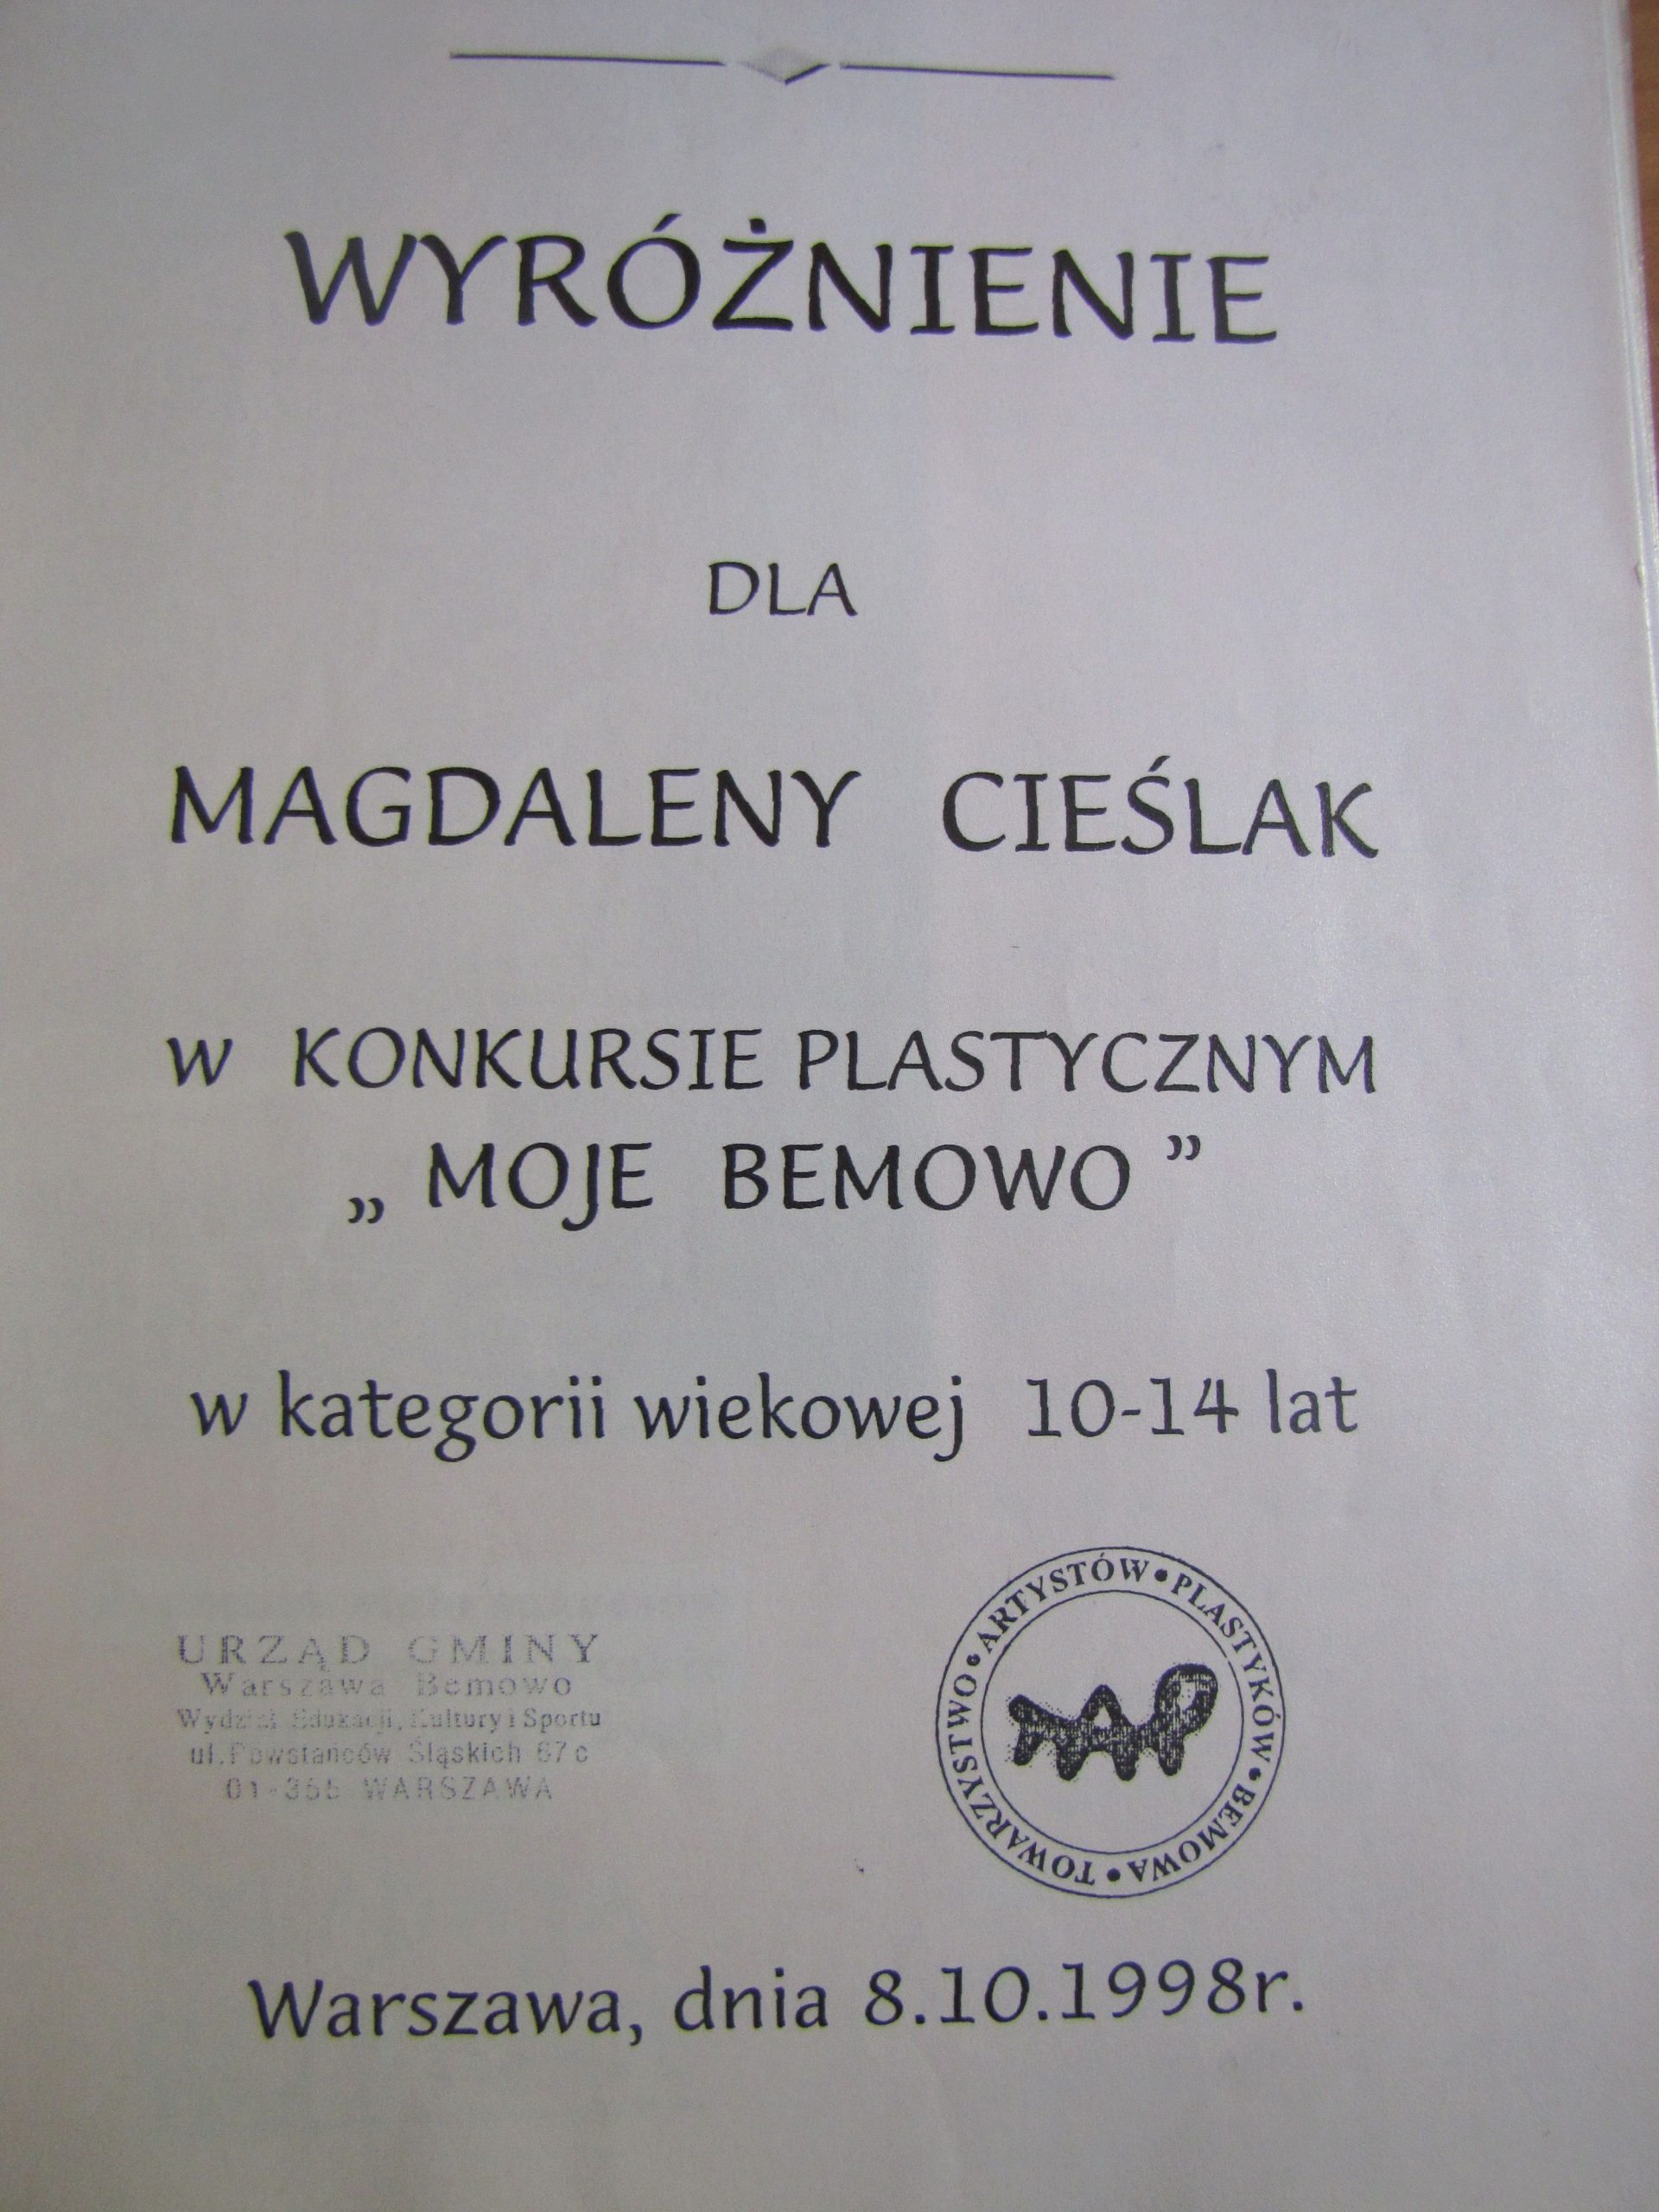 WYRÓŻNIENIE
DLA
MAGDALENY CIEŚLAK
w KONKURSIE PLASTYCZNYM
„ MOJE BEMOWO ”
w kategorii wiekowej 10-14 lat
URZĄD GMINY
Warszawa Bemowo
Wydział Edukacji, Kultury i Sportu
ul. Powstańców Śląskich 67 c
WARSZAWA
TOWARZYSTWO • ARTYSTÓW • PLASTYKÓW • BEMOWA •
Warszawa, dnia 8.10.1998r.